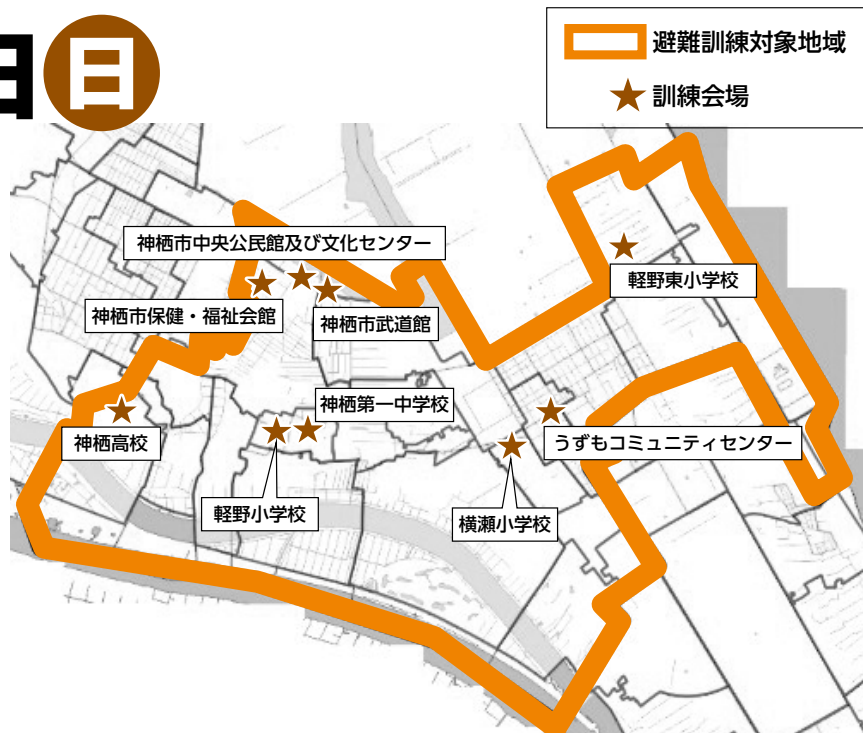 日
避難訓練対象地域
訓練会場
神栖市中央公民館及び文化センター
軽野東小学校
神栖市保健・福祉会館
神栖市武道館
神栖第一中学校
神栖高校
うずもコミュニティセンター
軽野小学校
横瀬小学校